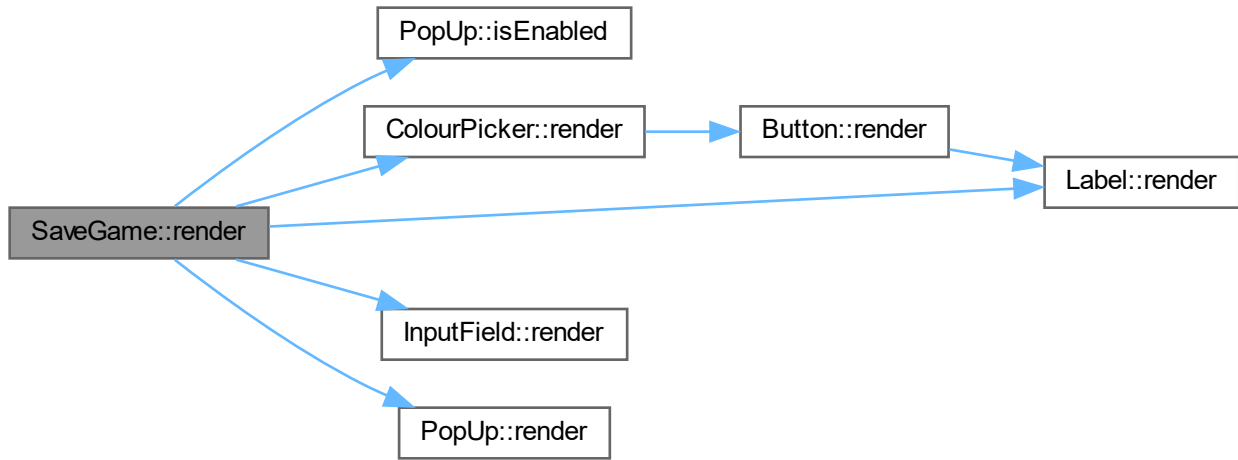 PopUp::isEnabled
ColourPicker::render
Button::render
Label::render
SaveGame::render
InputField::render
PopUp::render